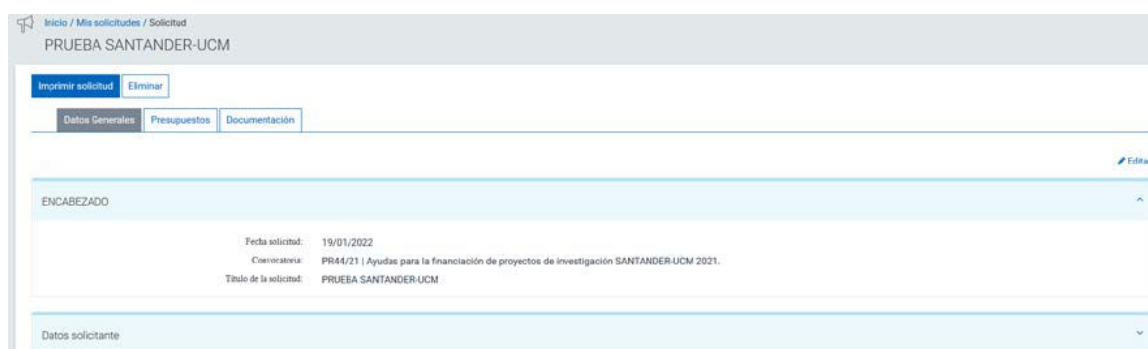 Inicio / Mis solicitudes / Solicitud
PRUEBA SANTANDER-UCM
Imprimir solicitud Eliminar
Datos Generales Presupuestos Documentación
Edita
ENCABEZADO
Fecha solicitud: 19/01/2022
Convocatoria: PR44/21 | Ayudas para la financiación de proyectos de investigación SANTANDER-UCM 2021.
Título de la solicitud: PRUEBA SANTANDER-UCM
Datos solicitante